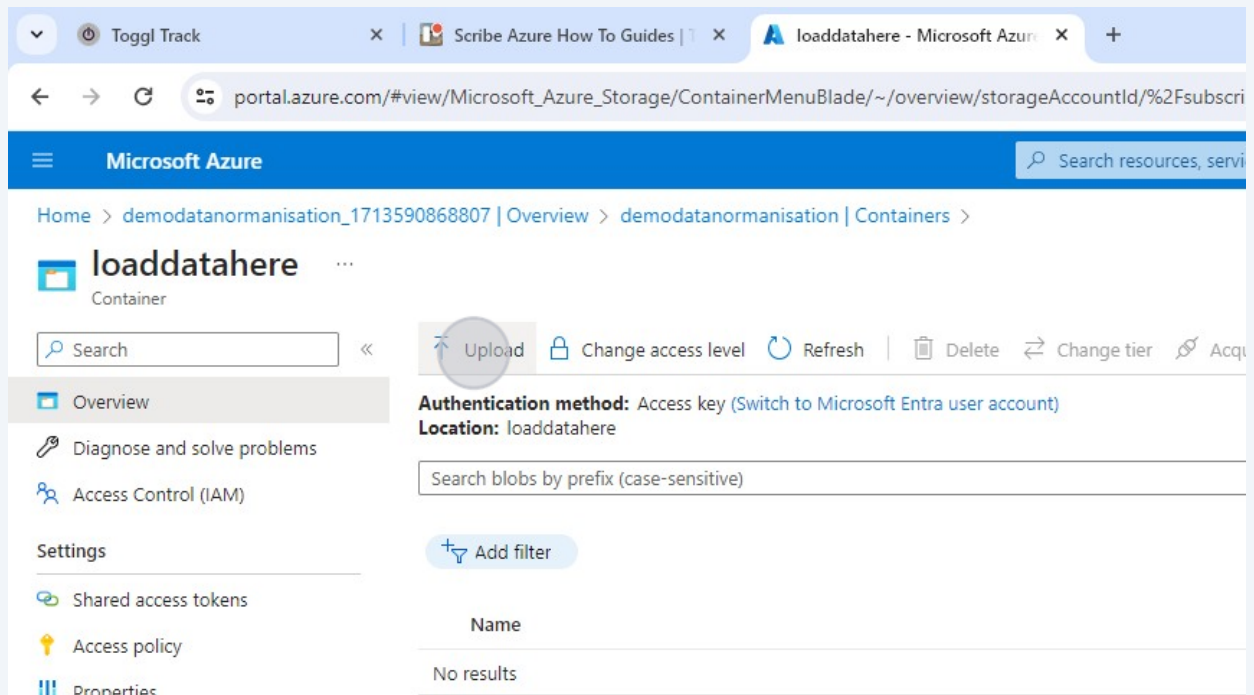 Toggl Track
Scribe Azure How To Guides | T
loaddatahere - Microsoft Azure
portal.azure.com/#view/Microsoft_Azure_Storage/ContainerMenuBlade/~/overview/storageAccountId/%2Fsubscri
Microsoft Azure
Search resources, servi
Home > demodatanormanisation_1713590868807 | Overview > demodatanormanisation | Containers >
loaddatahere ...
Container
Search
Upload Change access level Refresh Delete Change tier Acqu
Overview
Authentication method: Access key (Switch to Microsoft Entra user account)
Location: loaddatahere
Diagnose and solve problems
Search blobs by prefix (case-sensitive)
Access Control (IAM)
Settings
Add filter
Shared access tokens
Name
Access policy
No results
Properties